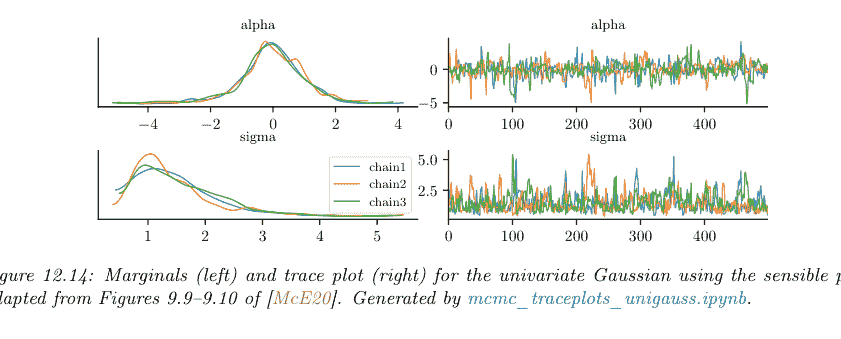 alpha
alpha
−4 −2 0 2 4
0
−5
0 100 200 300 400
sigma
sigma
chain1
chain2
chain3
1 2 3 4 5
5.0
2.5
0 100 200 300 400
gure 12.14: Marginals (left) and trace plot (right) for the univariate Gaussian using the sensible p
dapted from Figures 9.9–9.10 of [McE20]. Generated by mcmc_traceplots_unigauss.ipynb.